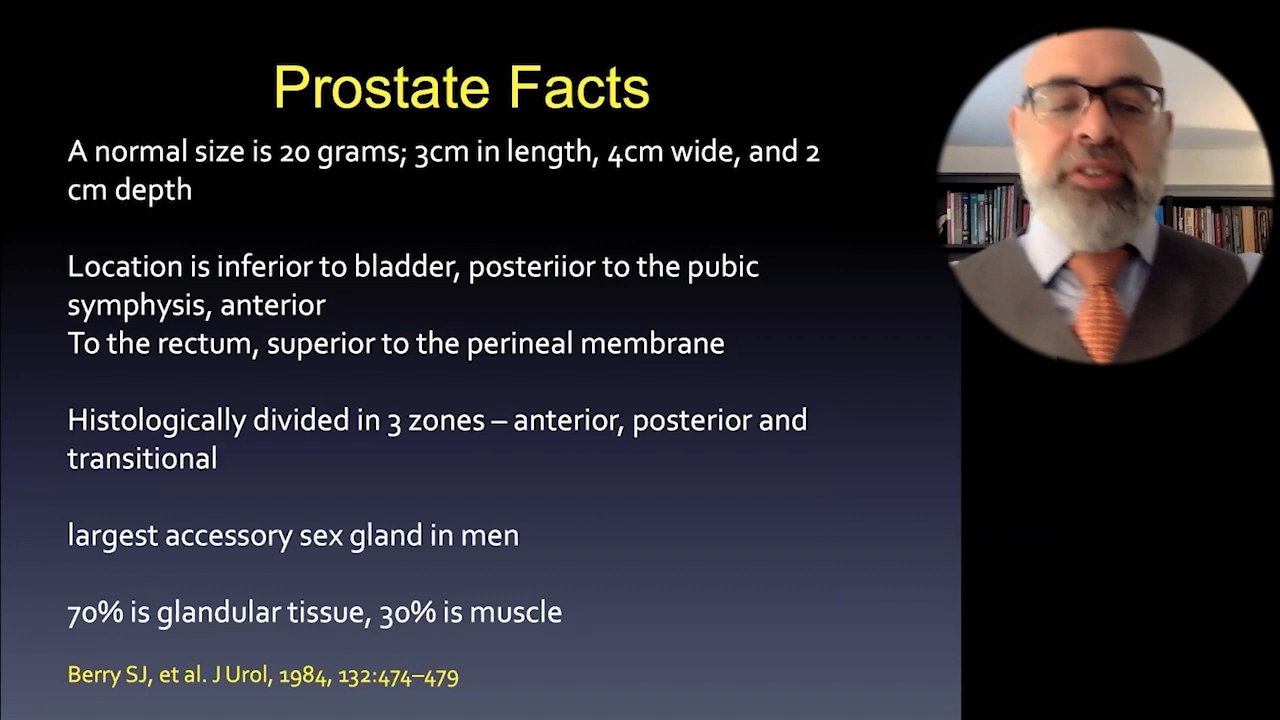 Prostate Facts
A normal size is 20 grams; 3cm in length, 4cm wide, and 2
cm depth
Location is inferior to bladder, posteriior to the pubic
symphysis, anterior
To the rectum, superior to the perineal membrane
Histologically divided in 3 zones – anterior, posterior and
transitional
largest accessory sex gland in men
70% is glandular tissue, 30% is muscle
Berry SJ, et al. J Urol, 1984, 132:474–479